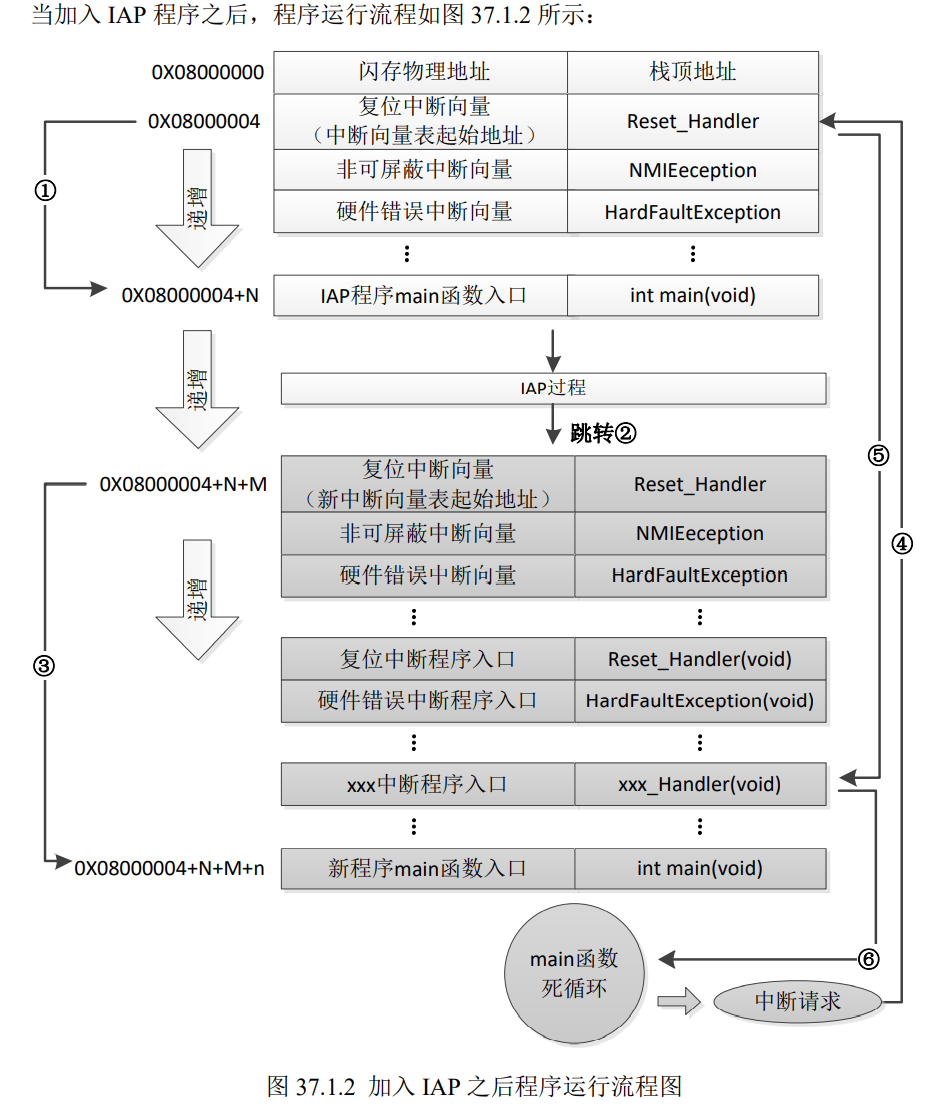 当加入 IAP 程序之后，程序运行流程如图 37.1.2 所示：
0X08000000
闪存物理地址
栈顶地址
0X08000004
复位中断向量
（中断向量表起始地址）
Reset_Handler
①
递增
非可屏蔽中断向量
NMIEeception
硬件错误中断向量
HardFaultException
0X08000004+N
IAP程序main函数入口
int main(void)
递增
IAP过程
跳转②
⑤
0X08000004+N+M
复位中断向量
（新中断向量表起始地址）
Reset_Handler
非可屏蔽中断向量
NMIEeception
④
硬件错误中断向量
HardFaultException
递增
③
复位中断程序入口
Reset_Handler(void)
硬件错误中断程序入口
HardFaultException(void)
xxx中断程序入口
xxx_Handler(void)
0X08000004+N+M+n
新程序main函数入口
int main(void)
main函数
死循环
⑥
中断请求
图 37.1.2 加入 IAP 之后程序运行流程图